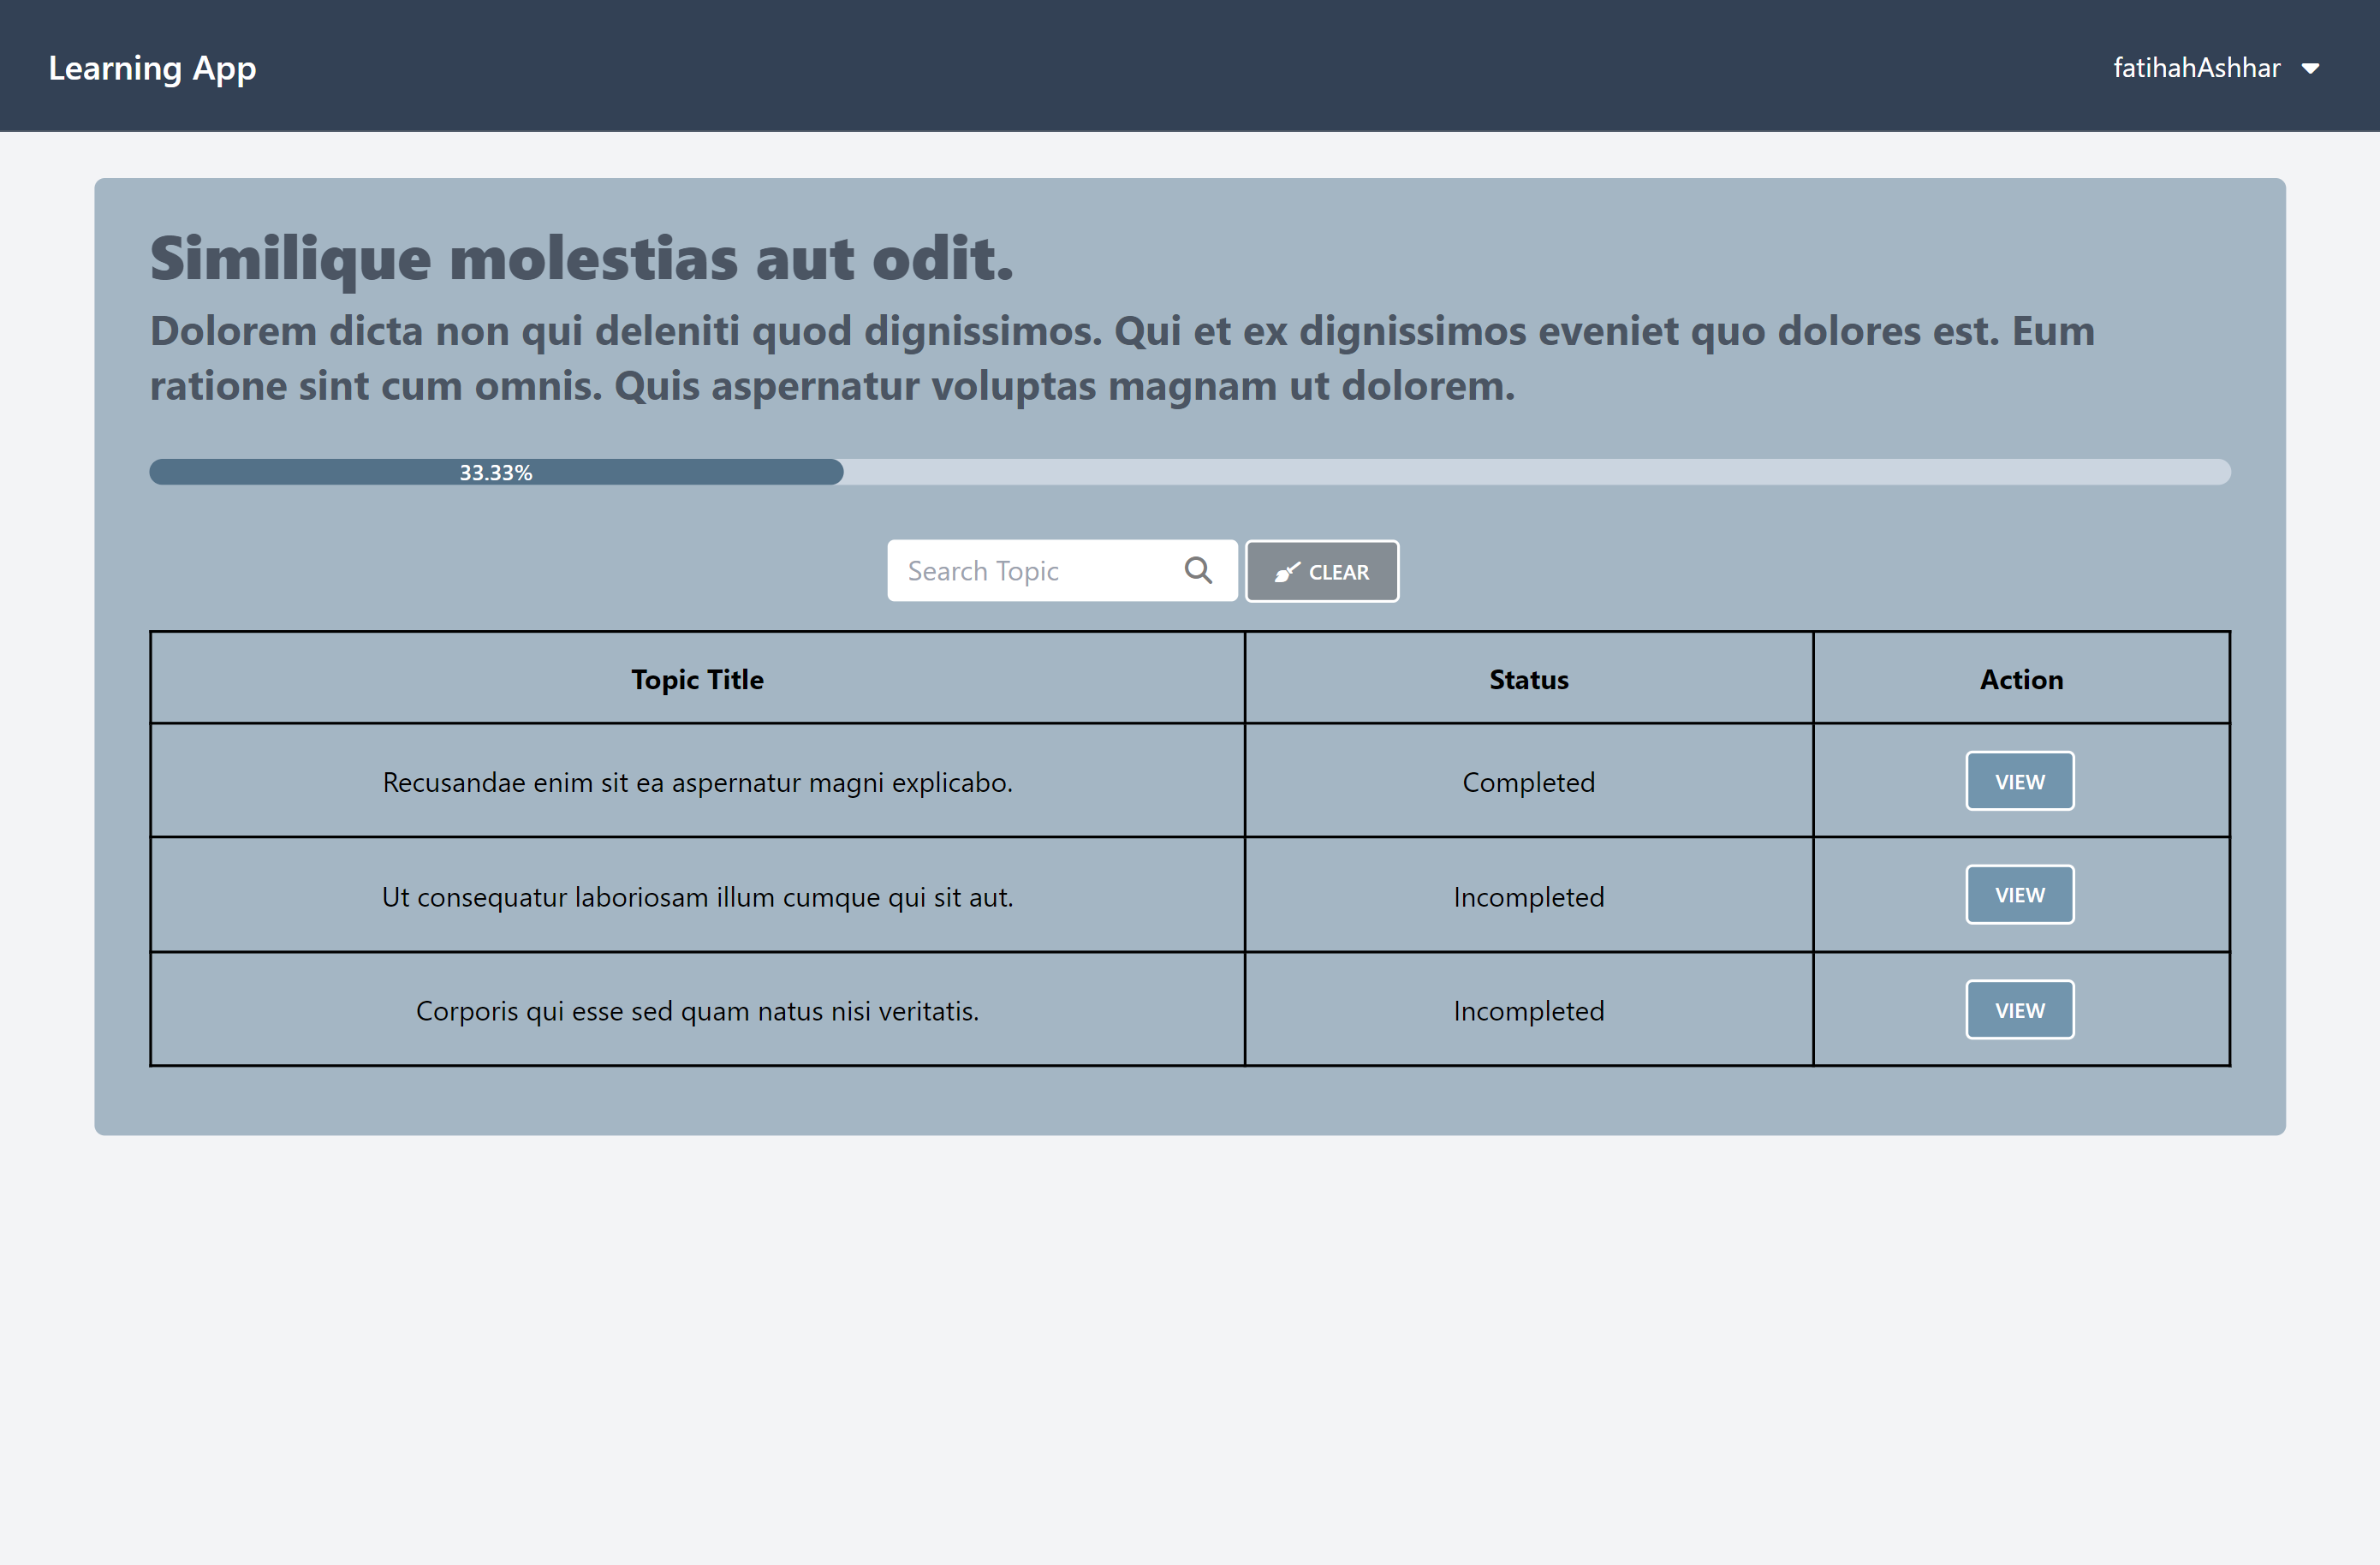 Learning App
fatihahAshhar
Similique molestias aut odit.
Dolorem dicta non qui deleniti quod dignissimos. Qui et ex dignissimos eveniet quo dolores est. Eum
ratione sint cum omnis. Quis aspernatur voluptas magnam ut dolorem.
33.33%
Search Topic
CLEAR
Topic Title Status Action
Recusandae enim sit ea aspernatur magni explicabo. Completed VIEW
Ut consequatur laboriosam illum cumque qui sit aut. Incompleted VIEW
Corporis qui esse sed quam natus nisi veritatis. Incompleted VIEW